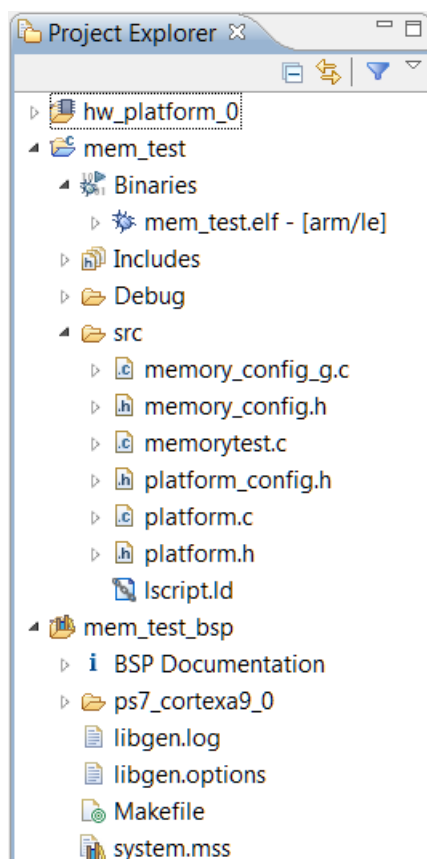 Project Explorer
hw_platform_0
mem_test
Binaries
mem_test.elf - [arm/le]
Includes
Debug
src
memory_config_g.c
memory_config.h
memorytest.c
platform_config.h
platform.c
platform.h
lscript.ld
mem_test_bsp
BSP Documentation
ps7_cortexa9_0
libgen.log
libgen.options
Makefile
system.mss